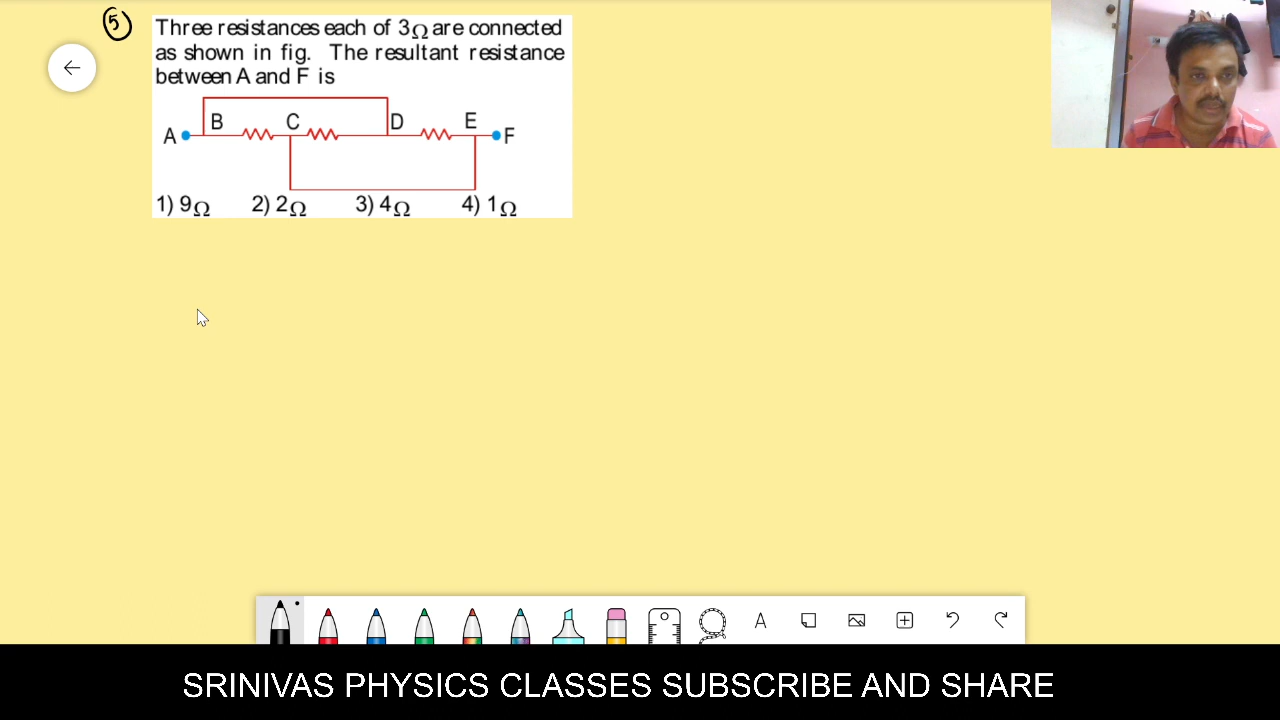 5
Three resistances each of 3Ω are connected
as shown in fig. The resultant resistance
between A and F is
A B C D E F
1) 9Ω 2) 2Ω 3) 4Ω 4) 1Ω
A
SRINIVAS PHYSICS CLASSES SUBSCRIBE AND SHARE